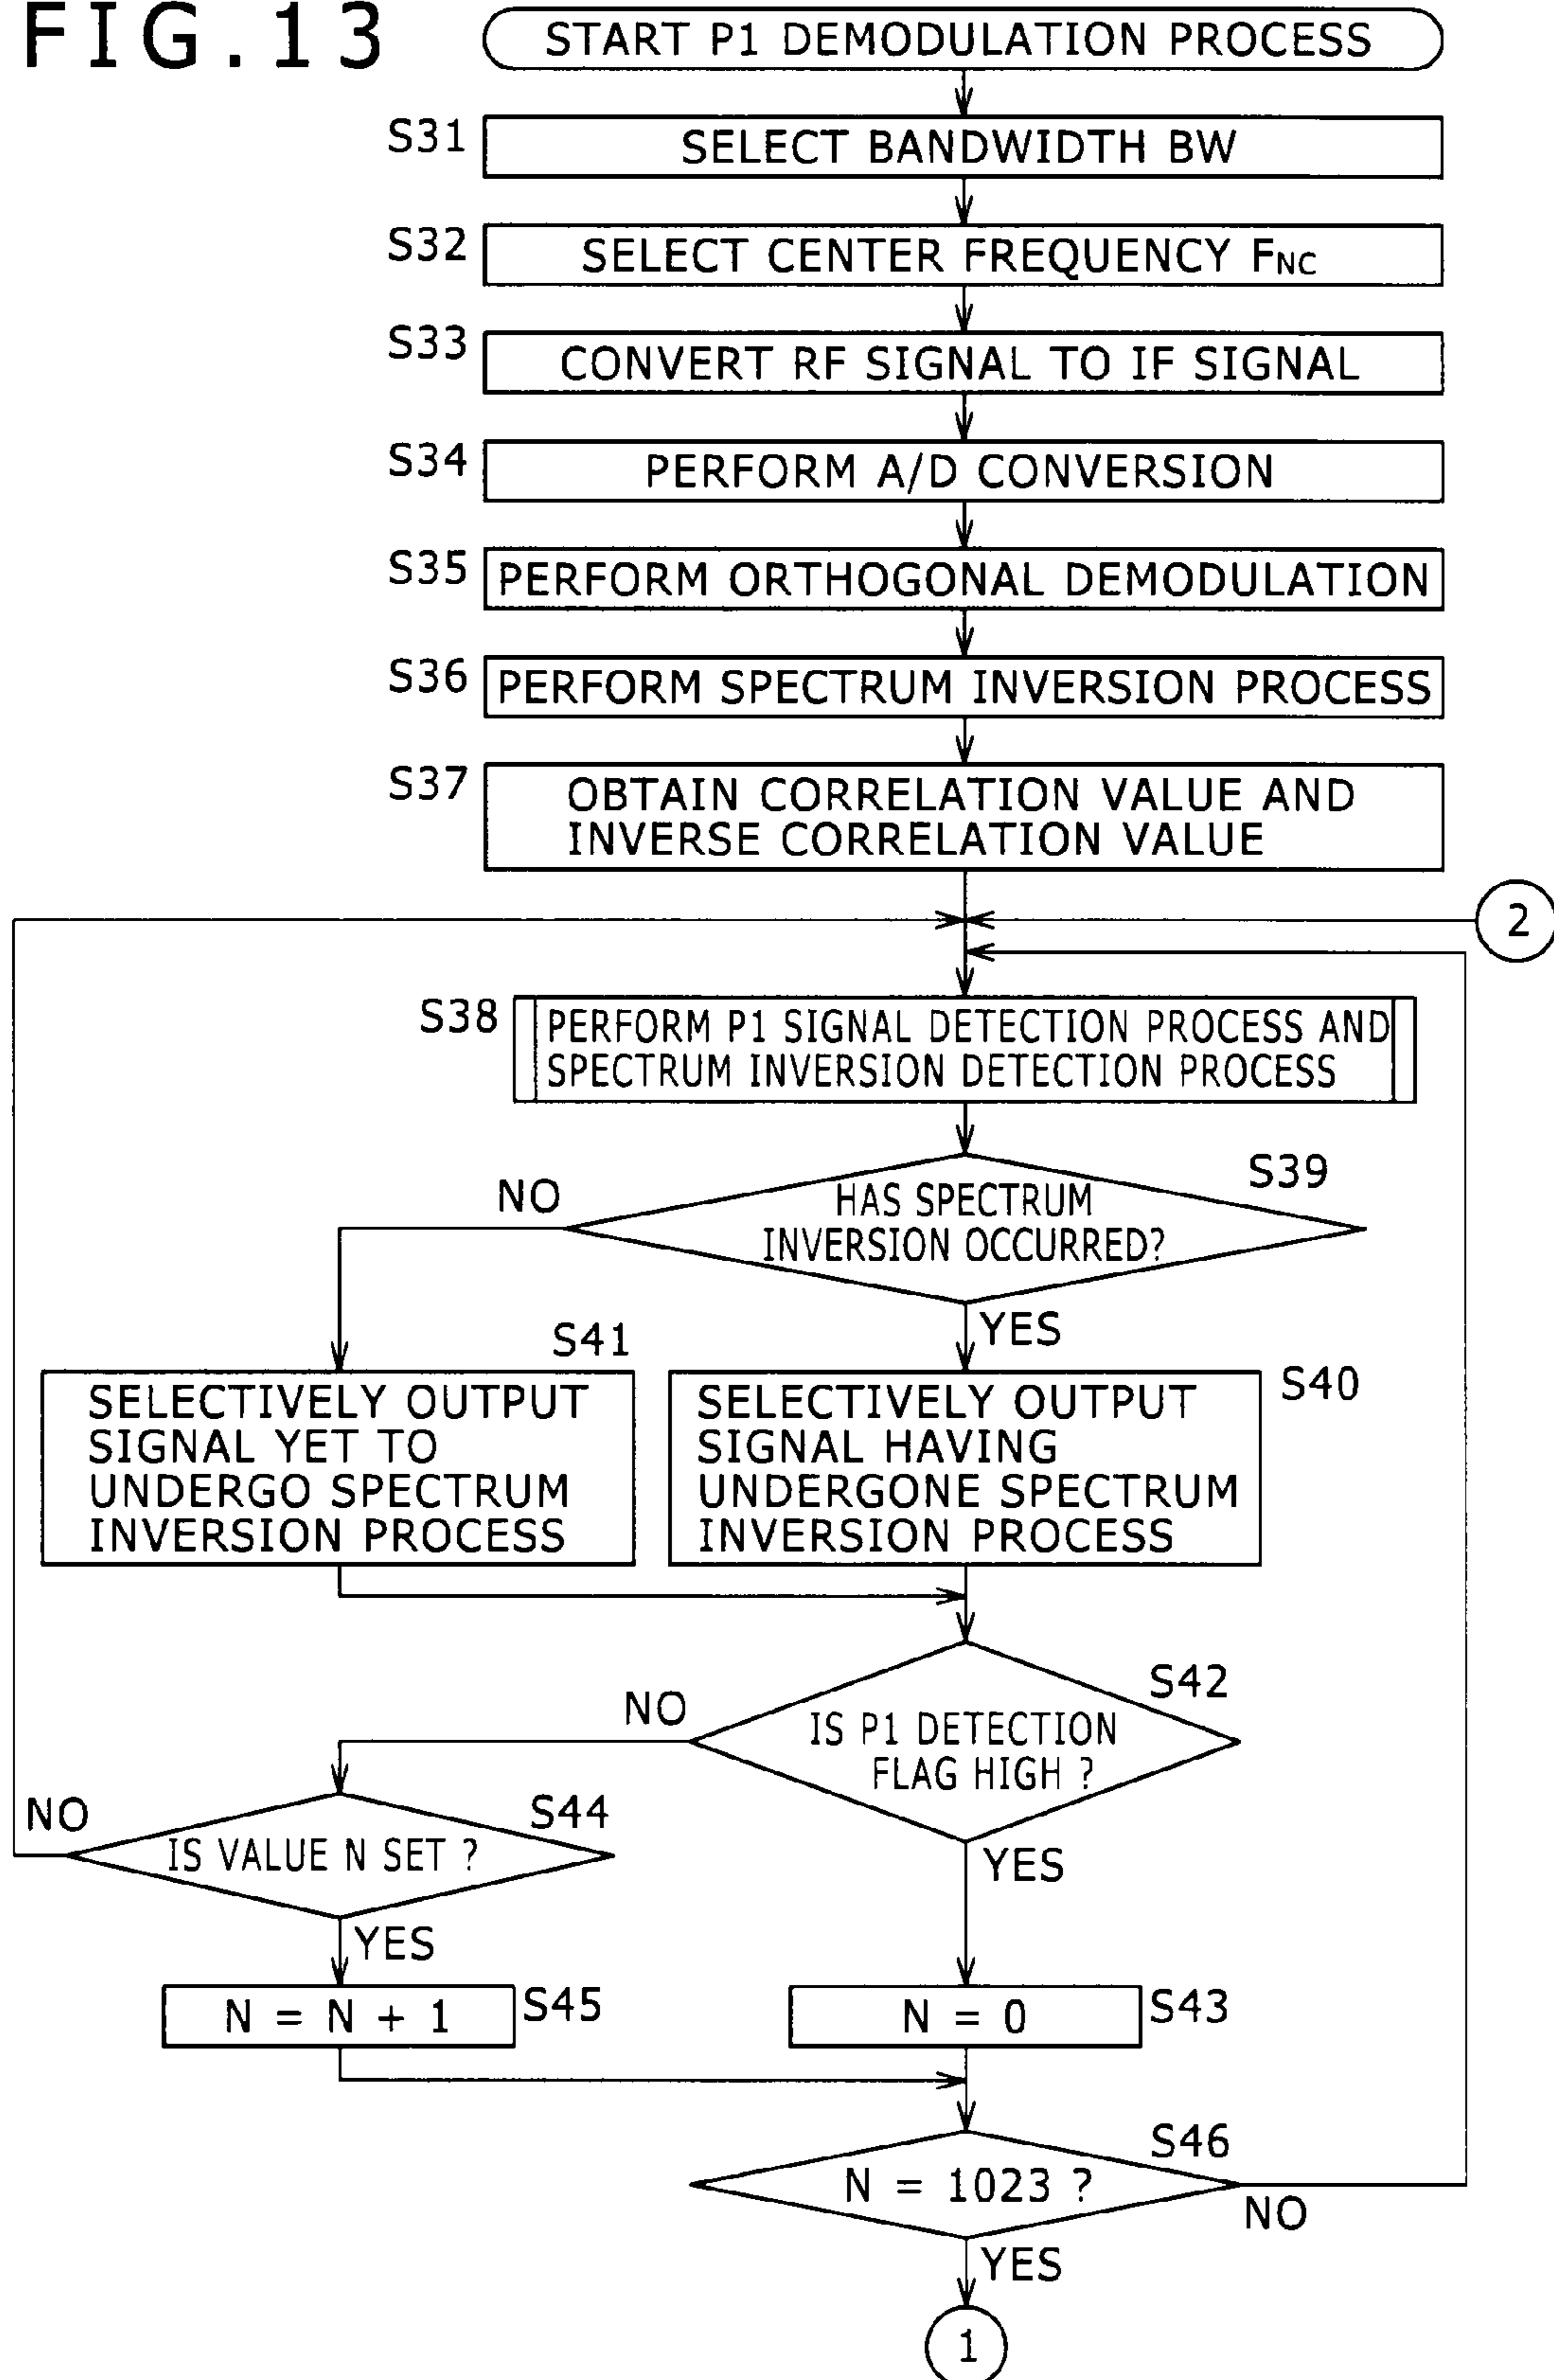 FIG.13
START P1 DEMODULATION PROCESS
S31
SELECT BANDWIDTH BW
S32
SELECT CENTER FREQUENCY FNC
S33
CONVERT RF SIGNAL TO IF SIGNAL
S34
PERFORM A/D CONVERSION
S35
PERFORM ORTHOGONAL DEMODULATION
S36
PERFORM SPECTRUM INVERSION PROCESS
S37
OBTAIN CORRELATION VALUE AND
INVERSE CORRELATION VALUE
2
S38
PERFORM P1 SIGNAL DETECTION PROCESS AND
SPECTRUM INVERSION DETECTION PROCESS
S39
HAS SPECTRUM
INVERSION OCCURRED?
NO
YES
S41
SELECTIVELY OUTPUT
SIGNAL YET TO
UNDERGO SPECTRUM
INVERSION PROCESS
S40
SELECTIVELY OUTPUT
SIGNAL HAVING
UNDERGONE SPECTRUM
INVERSION PROCESS
S42
IS P1 DETECTION
FLAG HIGH ?
NO
YES
S44
IS VALUE N SET ?
NO
YES
N = N + 1
S45
N = 0
S43
S46
N = 1023 ?
NO
YES
1